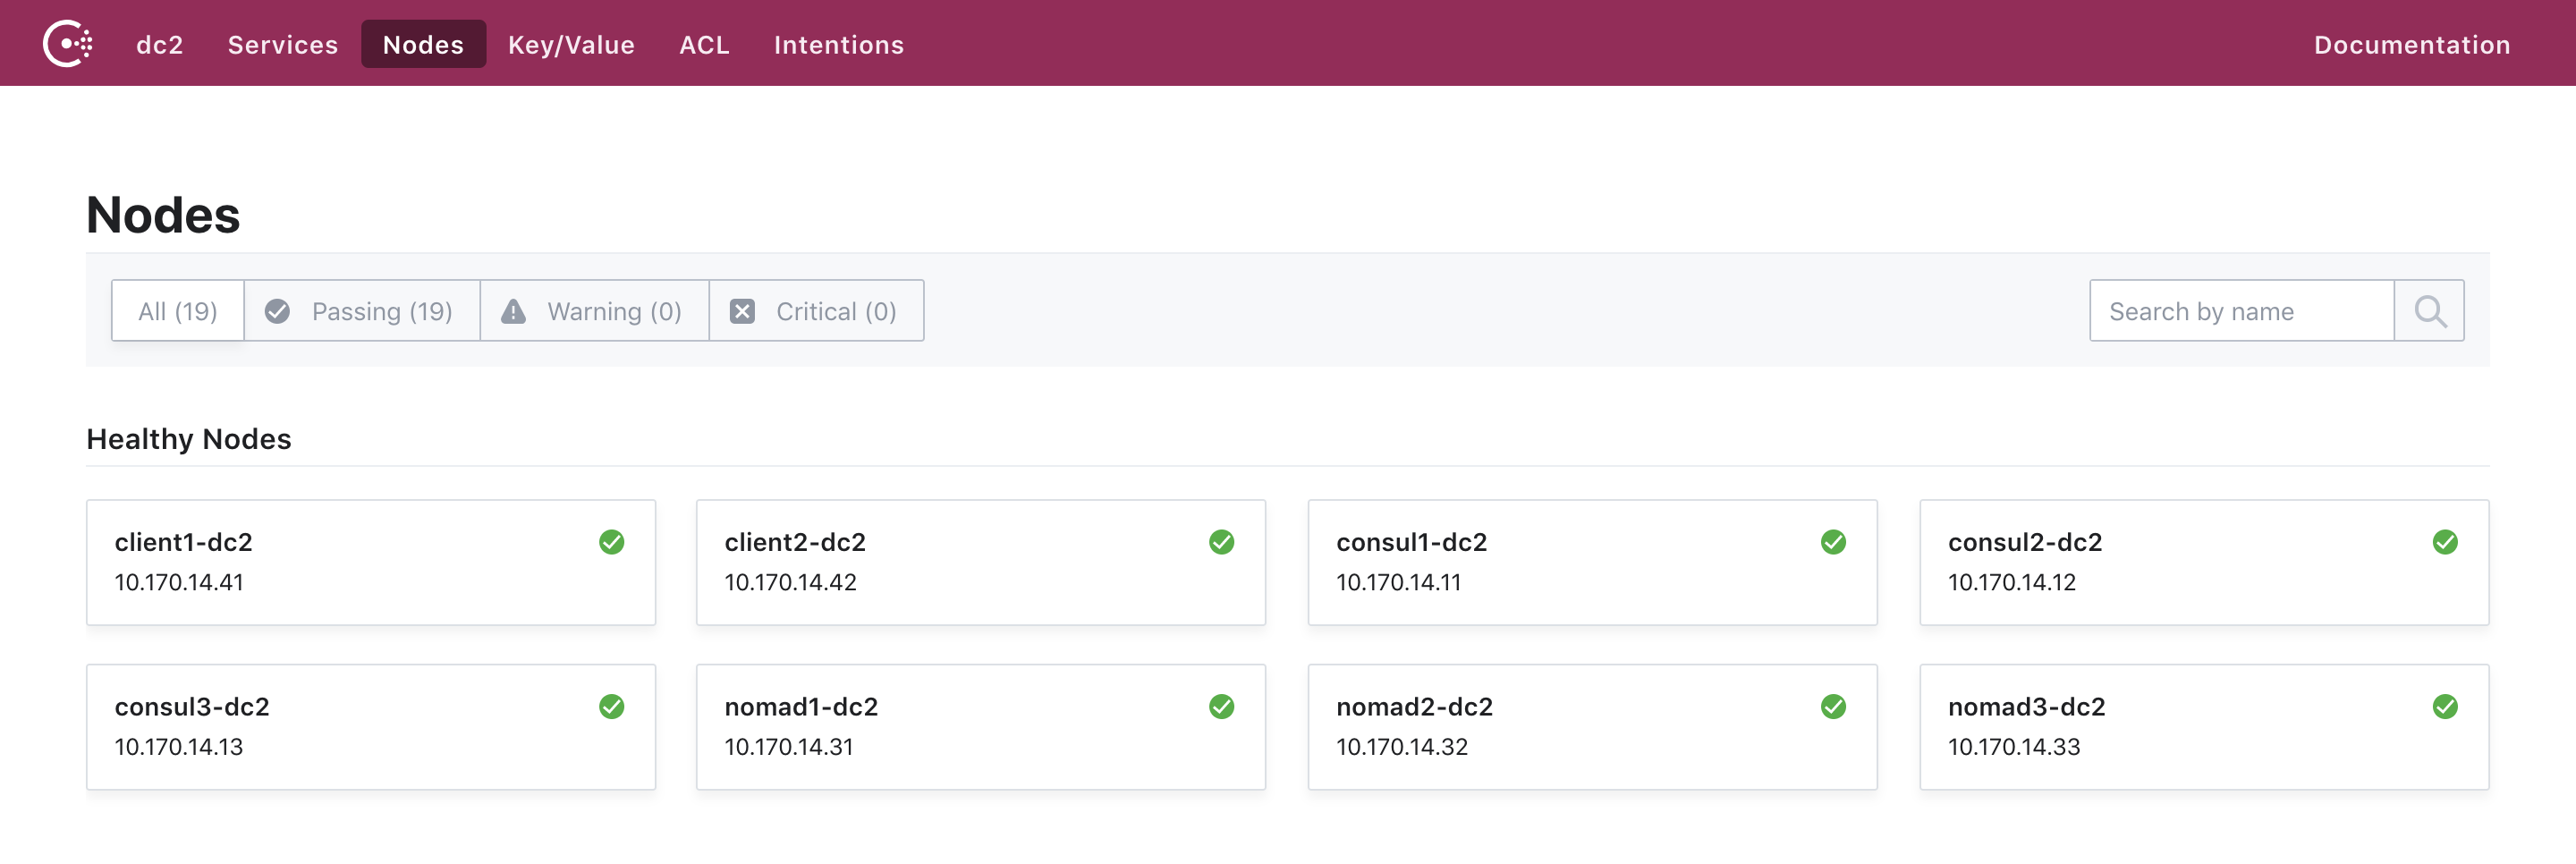 dc2 Services Nodes Key/Value ACL Intentions Documentation
Nodes
All (19) Passing (19) Warning (0) Critical (0) Search by name
Healthy Nodes
client1-dc2 client2-dc2 consul1-dc2 consul2-dc2
10.170.14.41 10.170.14.42 10.170.14.11 10.170.14.12
consul3-dc2 nomad1-dc2 nomad2-dc2 nomad3-dc2
10.170.14.13 10.170.14.31 10.170.14.32 10.170.14.33